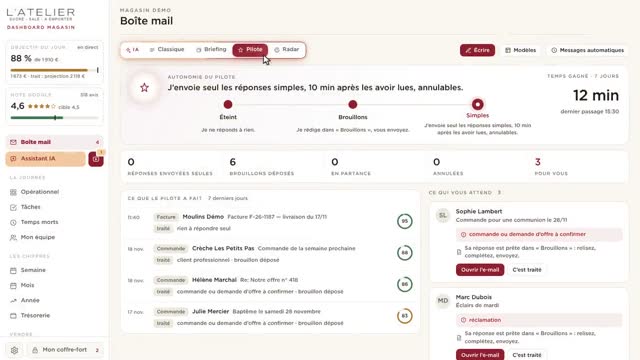 L'ATELIER
SUCRÉ · SALÉ · À EMPORTER
DASHBOARD MAGASIN
OBJECTIF DU JOUR en direct
88 % de 1 910 €
1 673 € · trait : projection 2 118 €
NOTE GOOGLE 318 avis
4,6 ★★★★☆ cible 4,5
Boîte mail 4
Assistant IA 1
LA JOURNÉE
Opérationnel
Tâches
Temps morts
Mon équipe
LES CHIFFRES
Semaine
Mois
Année
Trésorerie
VENDRE
Mon coffre-fort 2
MAGASIN DÉMO
Boîte mail
IA
Classique
Briefing
Pilote
Radar
Écrire
Modèles
Messages automatiques
AUTONOMIE DU PILOTE
J'envoie seul les réponses simples, 10 min après les avoir lues, annulables.
Éteint
Je ne réponds à rien.
Brouillons
Je rédige dans « Brouillons », vous envoyez.
Simples
J'envoie seul les réponses simples, 10 min
après les avoir lues, annulables.
TEMPS GAGNÉ · 7 JOURS
12 min
dernier passage 15:30
0
RÉPONSES ENVOYÉES SEULES
6
BROUILLONS DÉPOSÉS
0
EN PARTANCE
0
ANNULÉES
3
POUR VOUS
CE QUE LE PILOTE A FAIT 7 derniers jours
11:40 Facture Moulins Démo Facture F-26-1187 — livraison du 17/11
traité rien à répondre seul
95
18 nov. Commande Crèche Les Petits Pas Commande de la semaine prochaine
traité client professionnel · brouillon déposé
88
18 nov. Commande Hélène Marchal Re: Notre offre n° 418
traité commande ou demande d'offre à confirmer · brouillon déposé
88
17 nov. Commande Julie Mercier Baptême le samedi 28 novembre
traité commande ou demande d'offre à confirmer · brouillon déposé
83
CE QUI VOUS ATTEND 3
SL Sophie Lambert
Commande pour une communion le 28/11
commande ou demande d'offre à confirmer
Sa réponse est prête dans « Brouillons » : relisez,
complétez, envoyez.
Ouvrir l'e-mail C'est traité
MD Marc Dubois
Éclairs de mardi
réclamation
Sa réponse est prête dans « Brouillons » : relisez,
complétez, envoyez.
Ouvrir l'e-mail C'est traité